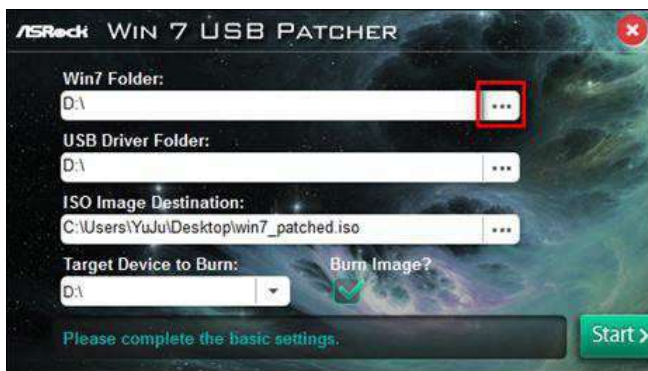 ASRock WIN 7 USB PATCHER
Win7 Folder:
D:\
...
USB Driver Folder:
D:\
...
ISO Image Destination:
C:\Users\YuJu\Desktop\win7_patched.iso
...
Target Device to Burn: Burn Image?
D:\
Please complete the basic settings.
Start